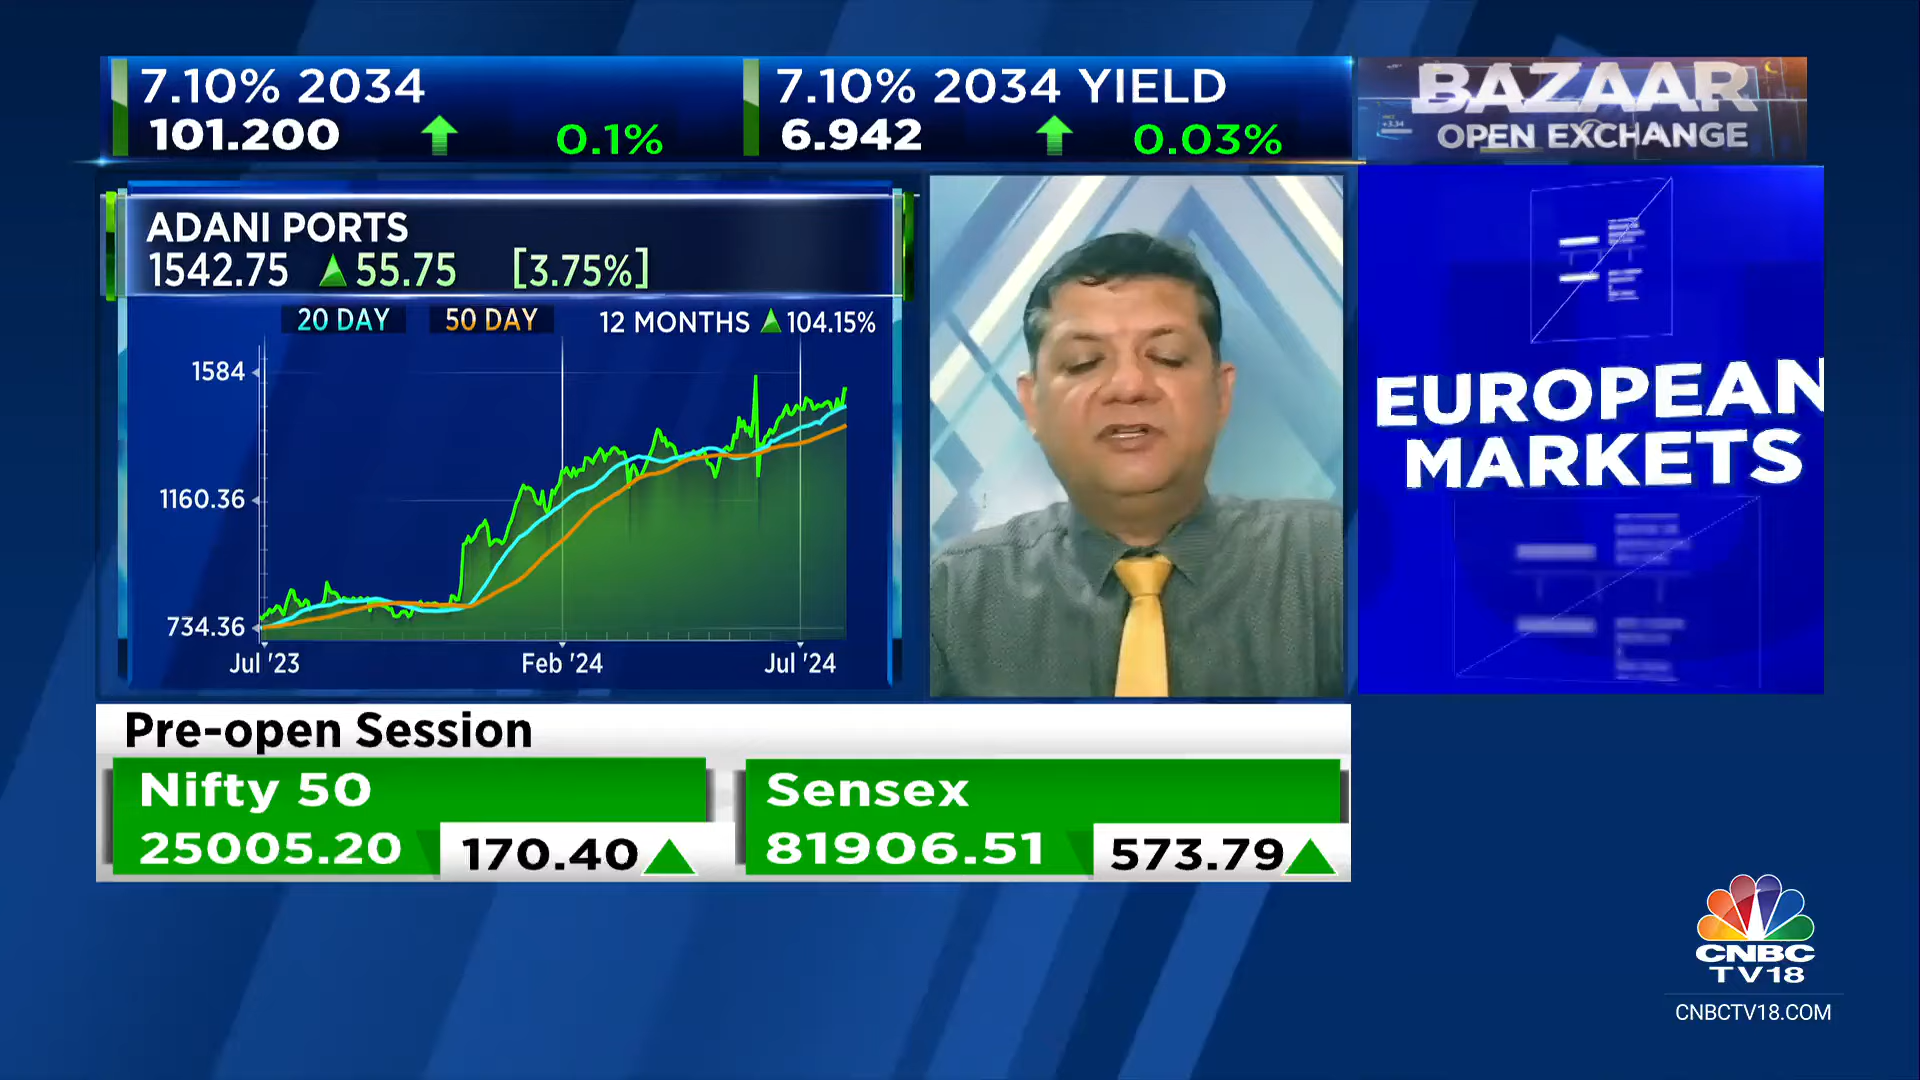 7.10% 2034
101.200 0.1%
7.10% 2034 YIELD
6.942 0.03%
BAZAAR
OPEN EXCHANGE
ADANI PORTS
1542.75 55.75 [3.75%]
20 DAY 50 DAY 12 MONTHS 104.15%
1584
1160.36
734.36
Jul '23 Feb '24 Jul '24
EUROPEAN
MARKETS
Pre-open Session
Nifty 50
25005.20 170.40
Sensex
81906.51 573.79
CNBC
TV18
CNBCTV18.COM